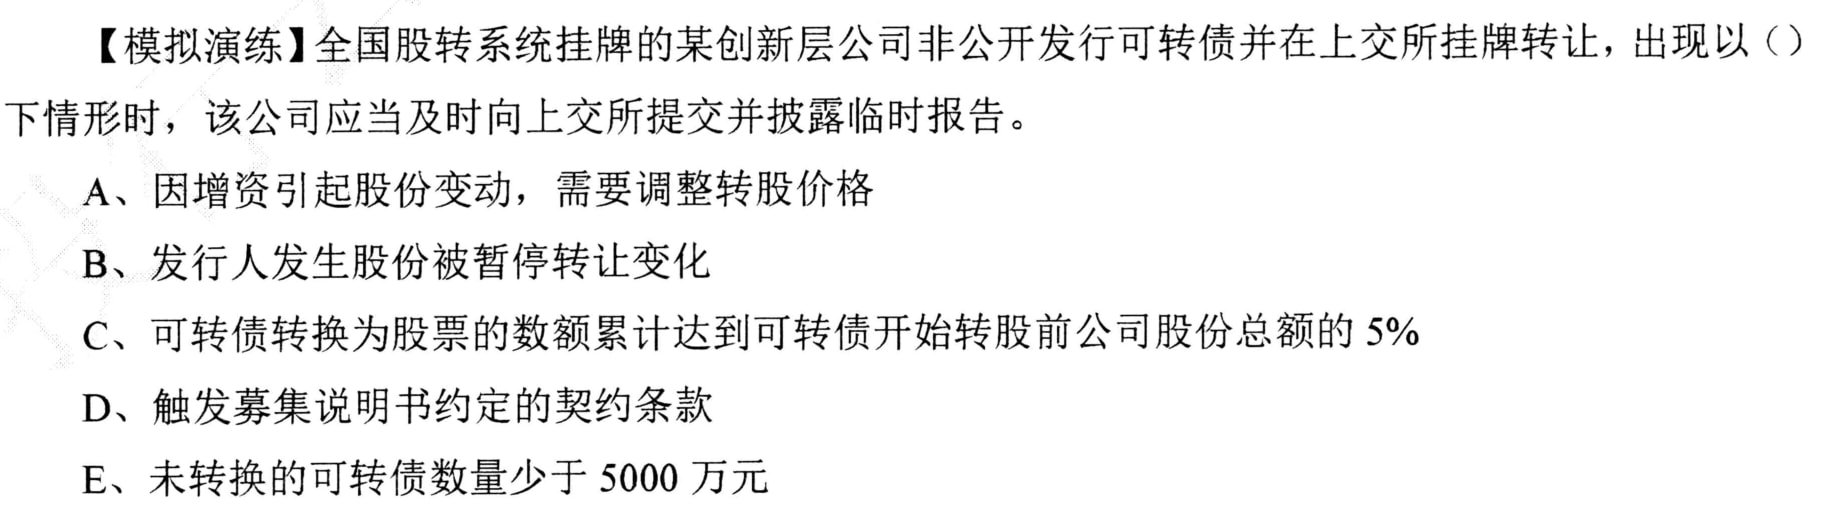 【模拟演练】全国股转系统挂牌的某创新层公司非公开发行可转债并在上交所挂牌转让，出现以（）
下情形时，该公司应当及时向上交所提交并披露临时报告。
A、因增资引起股份变动，需要调整转股价格
B、发行人发生股份被暂停转让变化
C、可转债转换为股票的数额累计达到可转债开始转股前公司股份总额的 5%
D、触发募集说明书约定的契约条款
E、未转换的可转债数量少于 5000 万元